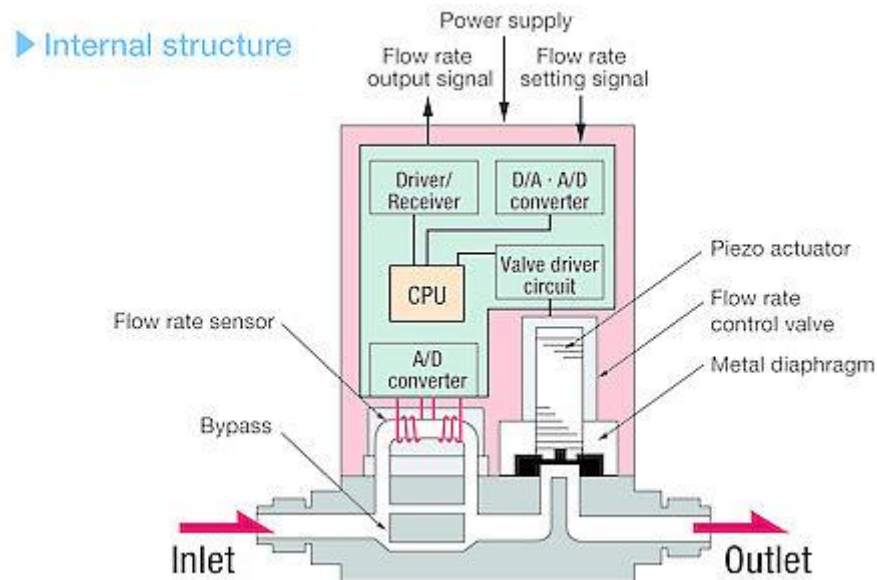 Internal structure
Power supply
Flow rate
output signal
Flow rate
setting signal
Driver/
Receiver
D/A · A/D
converter
CPU
Valve driver
circuit
A/D
converter
Piezo actuator
Flow rate
control valve
Metal diaphragm
Flow rate sensor
Bypass
Inlet
Outlet